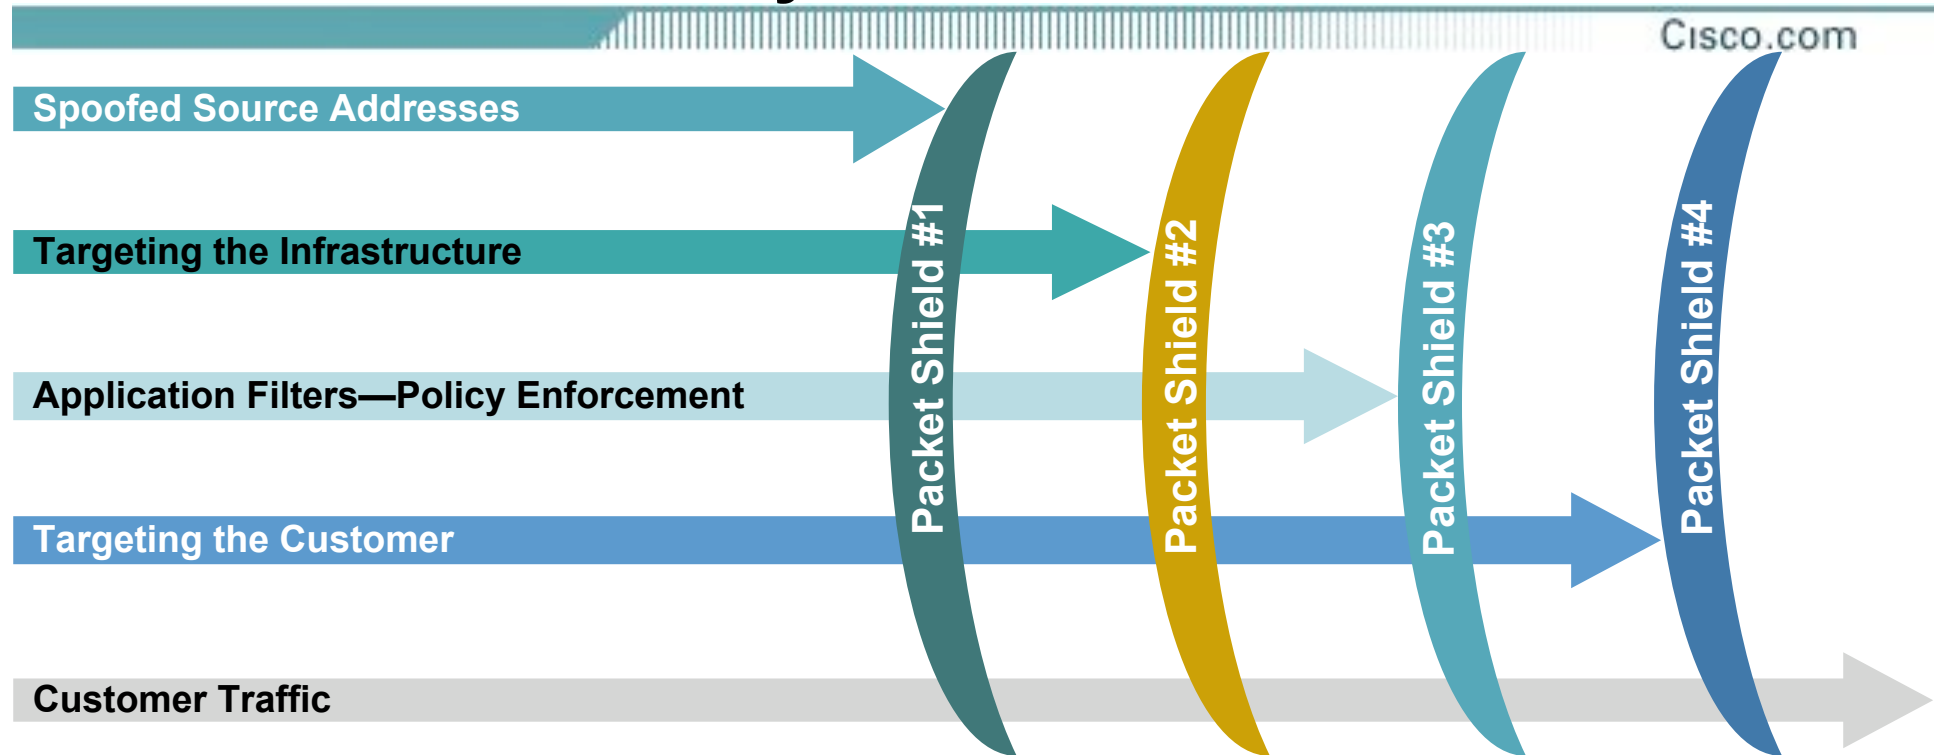 Cisco.com
Spoofed Source Addresses
Targeting the Infrastructure
Application Filters—Policy Enforcement
Targeting the Customer
Customer Traffic
Packet Shield #1
Packet Shield #2
Packet Shield #3
Packet Shield #4